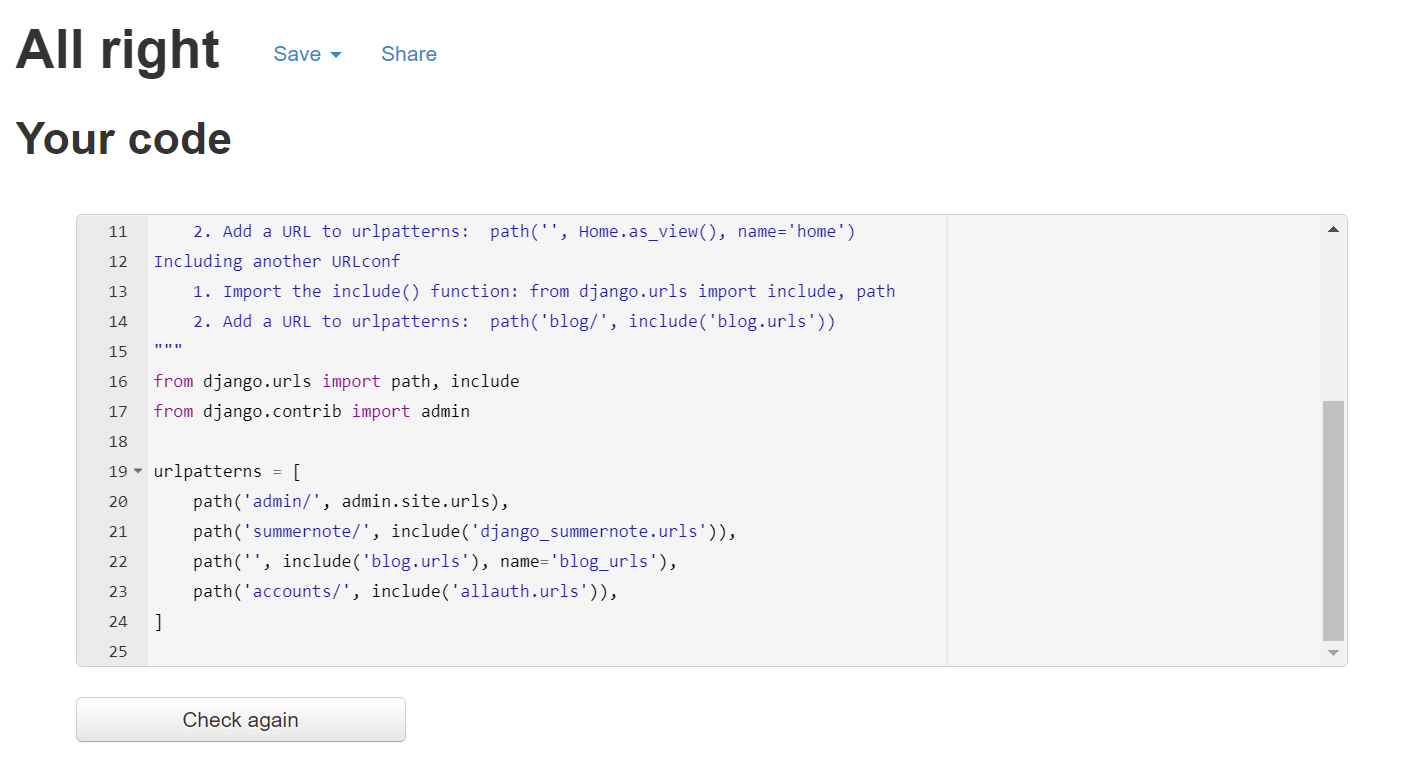 All right Save Share
Your code
11     2. Add a URL to urlpatterns:  path('', Home.as_view(), name='home')
12 Including another URLconf
13     1. Import the include() function: from django.urls import include, path
14     2. Add a URL to urlpatterns:  path('blog/', include('blog.urls'))
15 """
16 from django.urls import path, include
17 from django.contrib import admin
18
19 urlpatterns = [
20     path('admin/', admin.site.urls),
21     path('summernote/', include('django_summernote.urls')),
22     path('', include('blog.urls'), name='blog_urls'),
23     path('accounts/', include('allauth.urls')),
24 ]
25
Check again